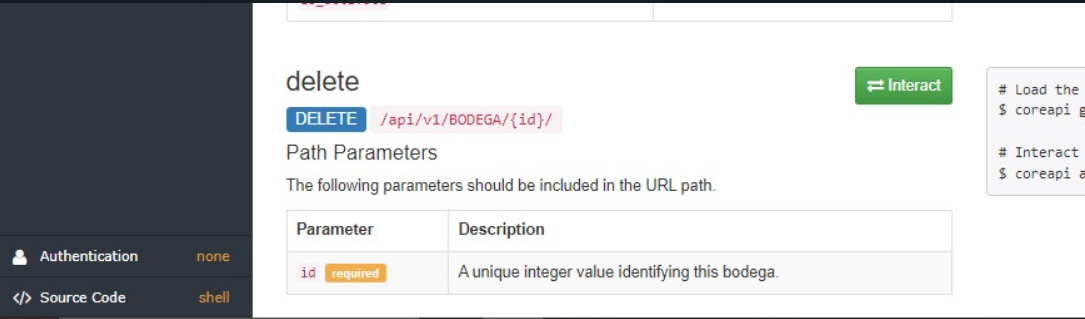 delete
Interact
DELETE /api/v1/BODEGA/{id}/
Path Parameters
The following parameters should be included in the URL path.
Parameter Description
id required A unique integer value identifying this bodega.
# Load the
$ coreapi g
# Interact
$ coreapi a
Authentication none
</> Source Code shell